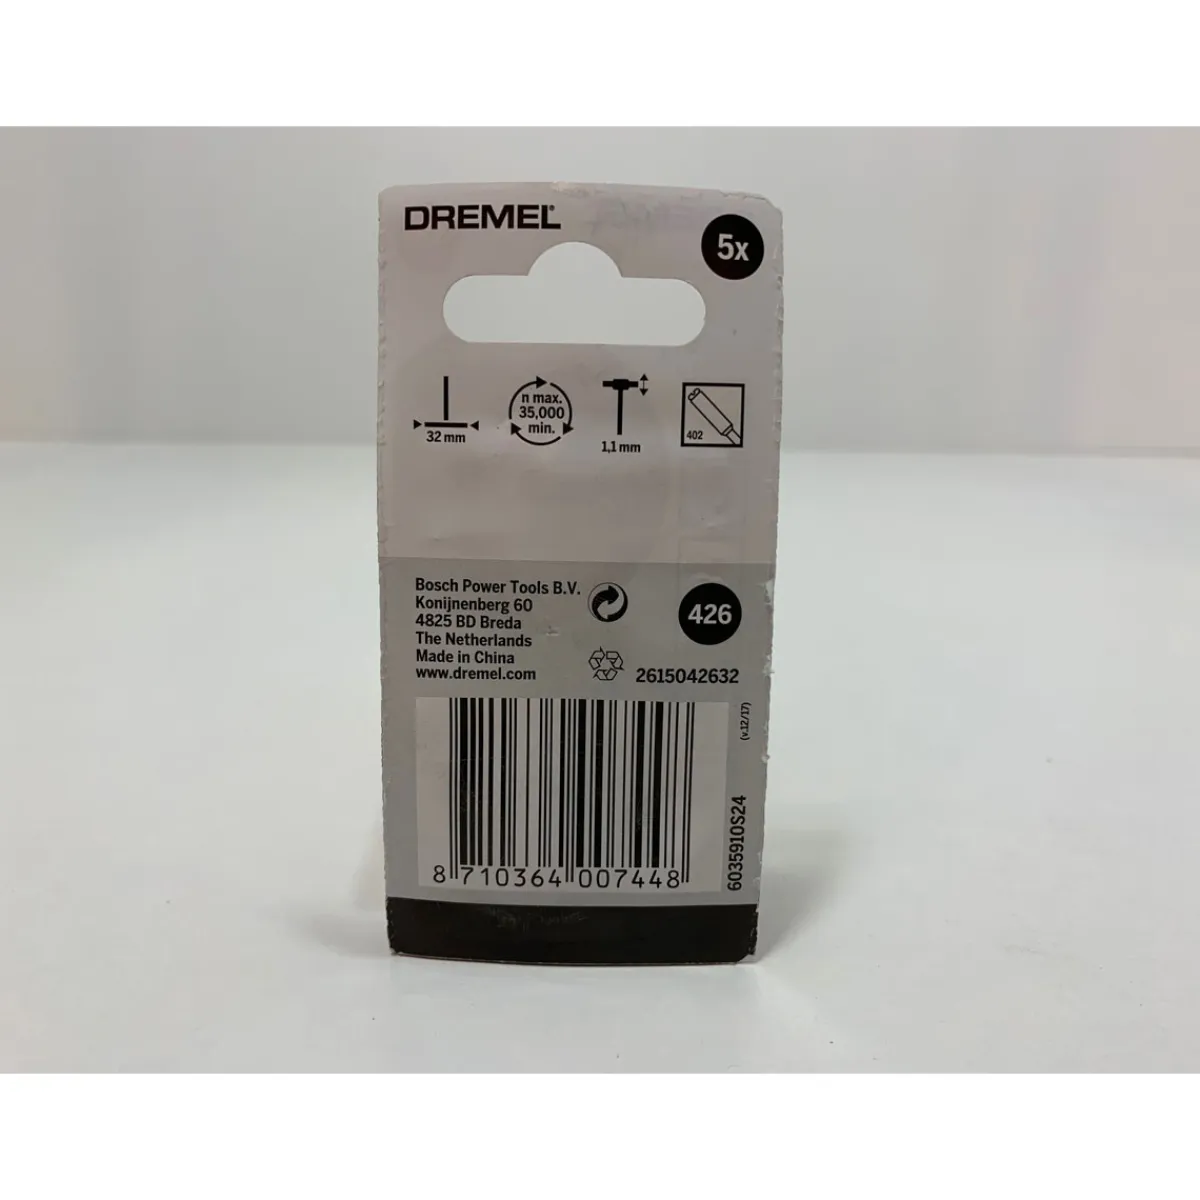 DREMEL®
5x
32 mm
n max.
35,000
min.
1,1 mm
402
Bosch Power Tools B.V.
Konijnenberg 60
4825 BD Breda
The Netherlands
Made in China
www.dremel.com
426
2615042632
(v.12/17)
6035910S24
8 710364 007448